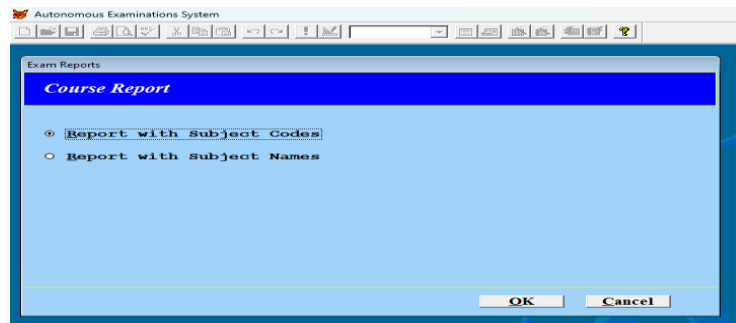 Autonomous Examinations System
Exam Reports
Course Report
Report with Subject Codes
Report with Subject Names
OK Cancel